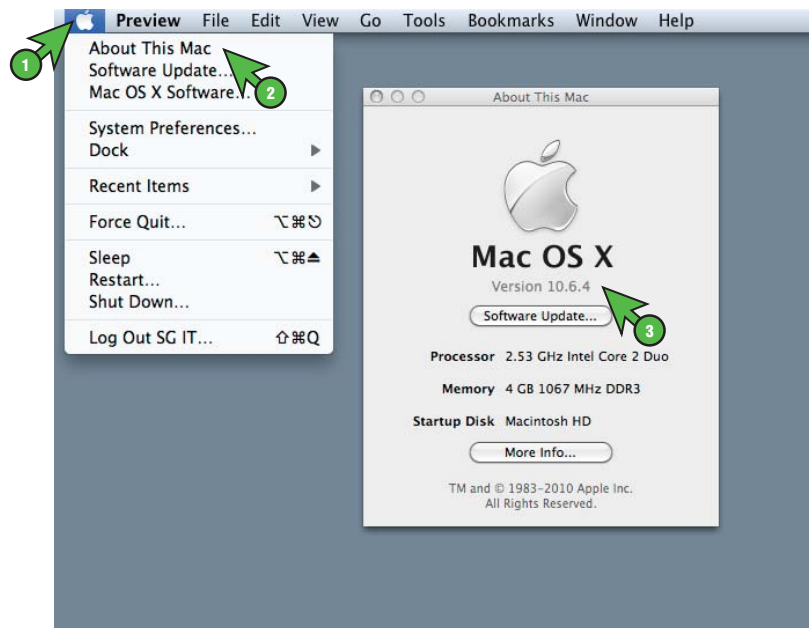 Preview File Edit View Go Tools Bookmarks Window Help
1
About This Mac
Software Update...
2
Mac OS X Software...
System Preferences...
Dock ▶
Recent Items ▶
Force Quit... ⌥⌘⎋
Sleep ⌥⌘⏏
Restart...
Shut Down...
Log Out SG IT... ⇧⌘Q
About This Mac
Mac OS X
Version 10.6.4
Software Update...
3
Processor 2.53 GHz Intel Core 2 Duo
Memory 4 GB 1067 MHz DDR3
Startup Disk Macintosh HD
More Info...
TM and © 1983–2010 Apple Inc.
All Rights Reserved.